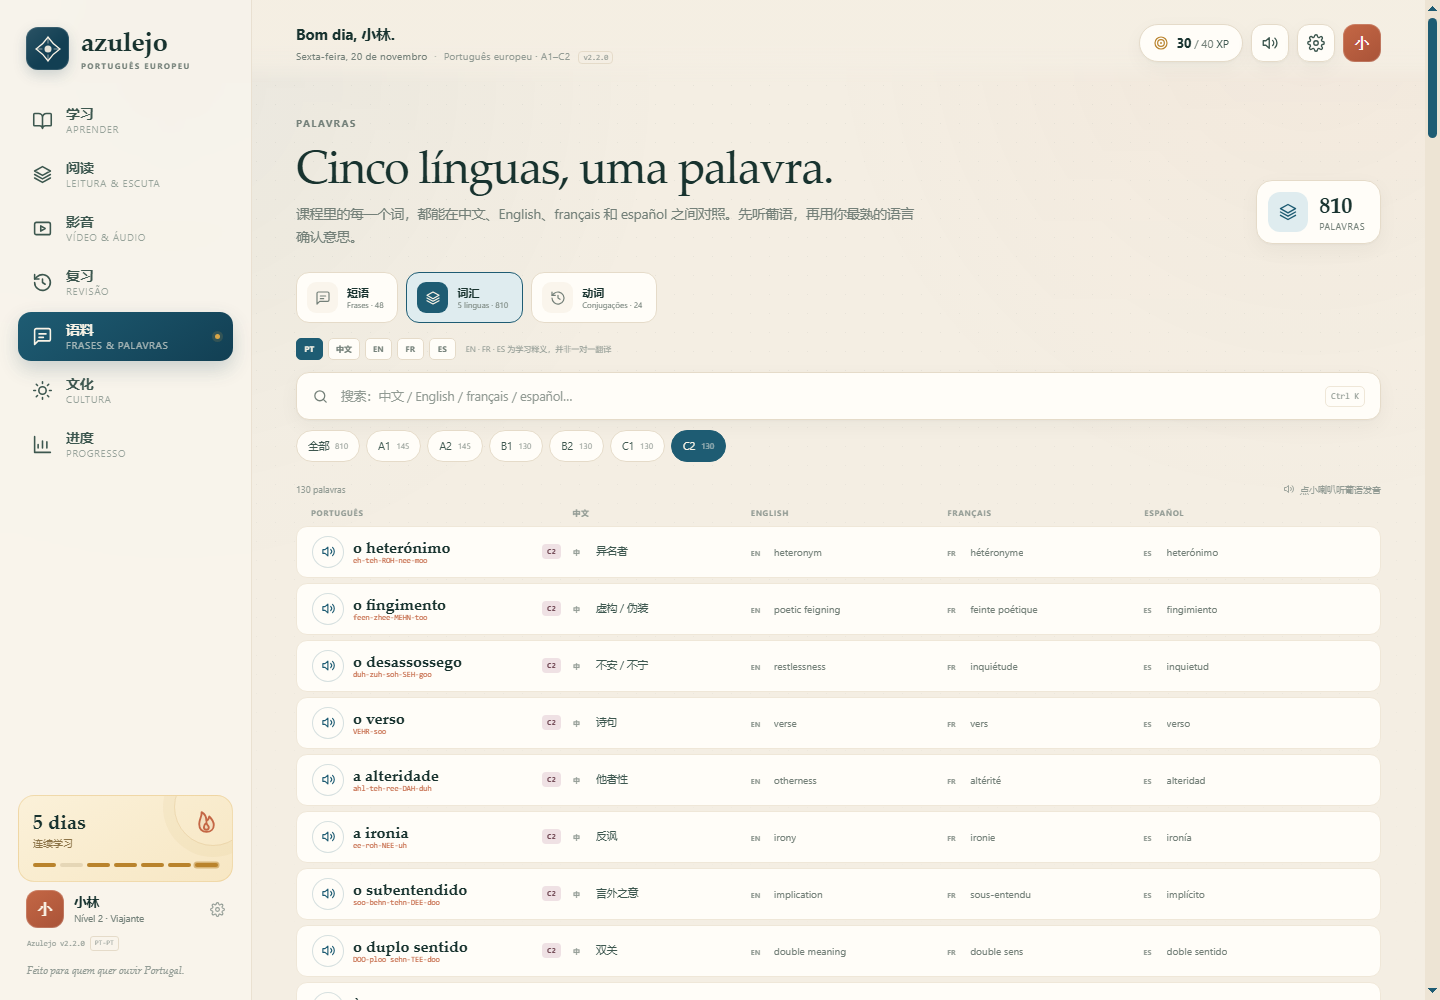 azulejo
PORTUGUÊS EUROPEU
学习
APRENDER
阅读
LEITURA & ESCUTA
影音
VÍDEO & ÁUDIO
复习
REVISÃO
语料
FRASES & PALAVRAS
文化
CULTURA
进度
PROGRESSO
5 dias
连续学习
小
小林
Nível 2 · Viajante
Azulejo v2.2.0 PT-PT
Feito para quem quer ouvir Portugal.
Bom dia, 小林.
Sexta-feira, 20 de novembro · Português europeu · A1–C2 v2.2.0
30 / 40 XP
小
PALAVRAS
Cinco línguas, uma palavra.
课程里的每一个词，都能在中文、English、français 和 español 之间对照。先听葡语，再用你最熟的语言
确认意思。
810
PALAVRAS
短语
Frases · 48
词汇
5 línguas · 810
动词
Conjugações · 24
PT 中文 EN FR ES EN · FR · ES 为学习释义，并非一对一翻译
搜索：中文 / English / français / español… Ctrl K
全部 810 A1 145 A2 145 B1 130 B2 130 C1 130 C2 130
130 palavras 点小喇叭听葡语发音
PORTUGUÊS 中文 ENGLISH FRANÇAIS ESPAÑOL
o heterónimo C2 中 异名者 EN heteronym FR hétéronyme ES heterónimo
eh-teh-ROH-nee-moo
o fingimento C2 中 虚构 / 伪装 EN poetic feigning FR feinte poétique ES fingimiento
feen-zhee-MEHN-too
o desassossego C2 中 不安 / 不宁 EN restlessness FR inquiétude ES inquietud
duh-zuh-soh-SEH-goo
o verso C2 中 诗句 EN verse FR vers ES verso
VEHR-soo
a alteridade C2 中 他者性 EN otherness FR altérité ES alteridad
ahl-teh-ree-DAH-duh
a ironia C2 中 反讽 EN irony FR ironie ES ironía
ee-roh-NEE-uh
o subentendido C2 中 言外之意 EN implication FR sous-entendu ES implícito
soo-behn-tehn-DEE-doo
o duplo sentido C2 中 双关 EN double meaning FR double sens ES doble sentido
DOO-ploo sehn-TEE-doo